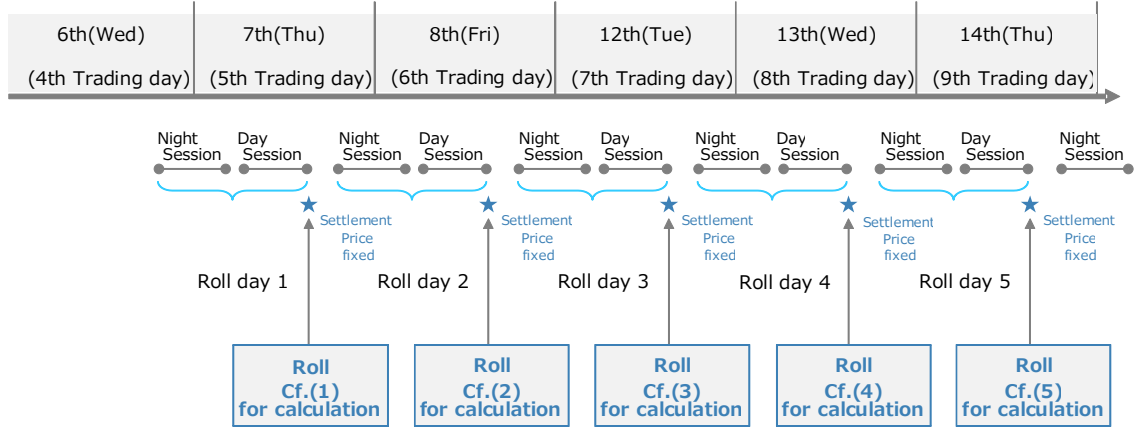 6th(Wed)
(4th Trading day)
7th(Thu)
(5th Trading day)
8th(Fri)
(6th Trading day)
12th(Tue)
(7th Trading day)
13th(Wed)
(8th Trading day)
14th(Thu)
(9th Trading day)
Night
Session
Day
Session
Night
Session
Day
Session
Night
Session
Day
Session
Night
Session
Day
Session
Night
Session
Day
Session
Night
Session
Settlement
Price
fixed
Settlement
Price
fixed
Settlement
Price
fixed
Settlement
Price
fixed
Settlement
Price
fixed
Roll day 1
Roll day 2
Roll day 3
Roll day 4
Roll day 5
Roll
Cf.(1)
for calculation
Roll
Cf.(2)
for calculation
Roll
Cf.(3)
for calculation
Roll
Cf.(4)
for calculation
Roll
Cf.(5)
for calculation